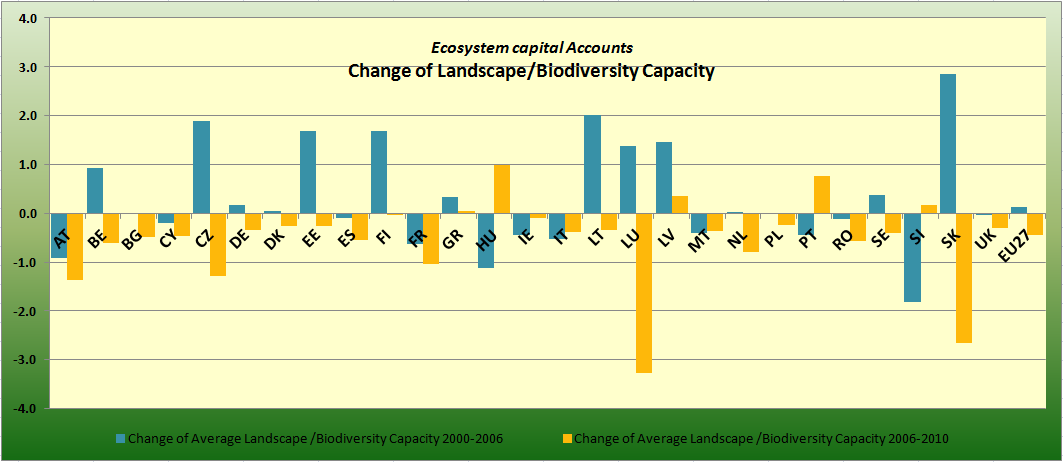 Ecosystem capital Accounts
Change of Landscape/Biodiversity Capacity
4.0
3.0
2.0
1.0
0.0
-1.0
-2.0
-3.0
-4.0
AT BE BG CY CZ DE DK EE ES FI FR GR HU IE IT LT LU LV MT NL PL PT RO SE SI SK UK EU27
Change of Average Landscape /Biodiversity Capacity 2000-2006 Change of Average Landscape /Biodiversity Capacity 2006-2010